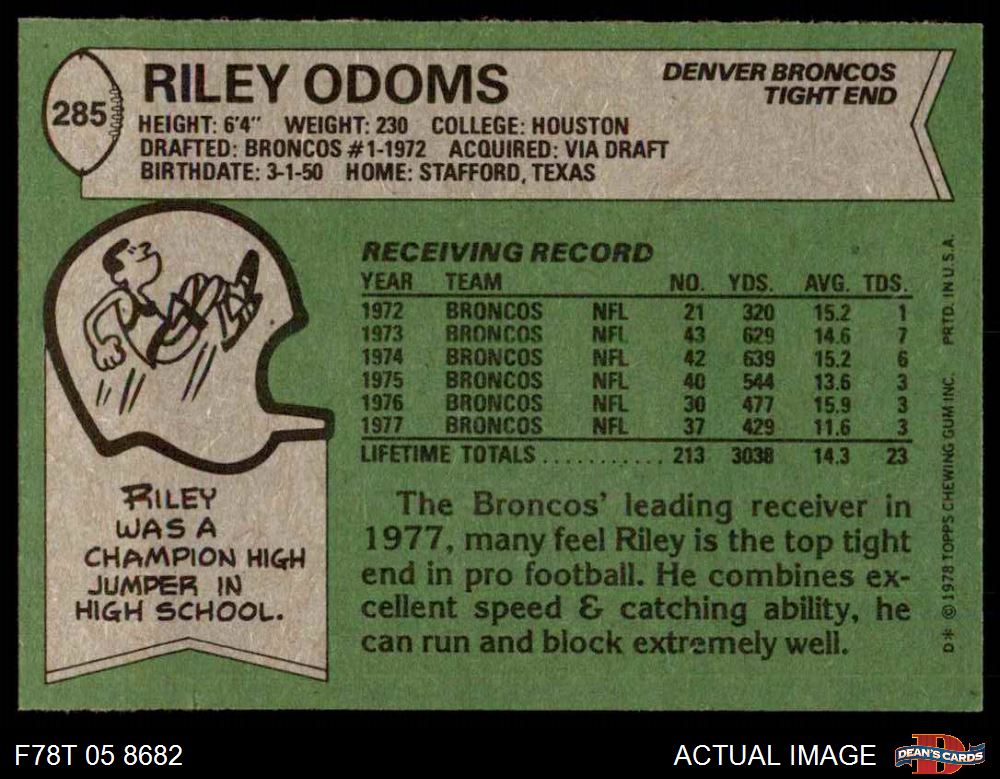 285
RILEY ODOMS
DENVER BRONCOS
TIGHT END
HEIGHT: 6'4" WEIGHT: 230 COLLEGE: HOUSTON
DRAFTED: BRONCOS #1-1972 ACQUIRED: VIA DRAFT
BIRTHDATE: 3-1-50 HOME: STAFFORD, TEXAS
RECEIVING RECORD
YEAR TEAM NO. YDS. AVG. TDS.
1972 BRONCOS NFL 21 320 15.2 1
1973 BRONCOS NFL 43 629 14.6 7
1974 BRONCOS NFL 42 639 15.2 6
1975 BRONCOS NFL 40 544 13.6 3
1976 BRONCOS NFL 30 477 15.9 3
1977 BRONCOS NFL 37 429 11.6 3
LIFETIME TOTALS ........... 213 3038 14.3 23
The Broncos' leading receiver in
1977, many feel Riley is the top tight
end in pro football. He combines ex-
cellent speed & catching ability, he
can run and block extremely well.
RILEY
WAS A
CHAMPION HIGH
JUMPER IN
HIGH SCHOOL.
D* © 1978 TOPPS CHEWING GUM INC. PRTD. IN U.S.A.
F78T 05 8682
ACTUAL IMAGE
DEAN'S CARDS